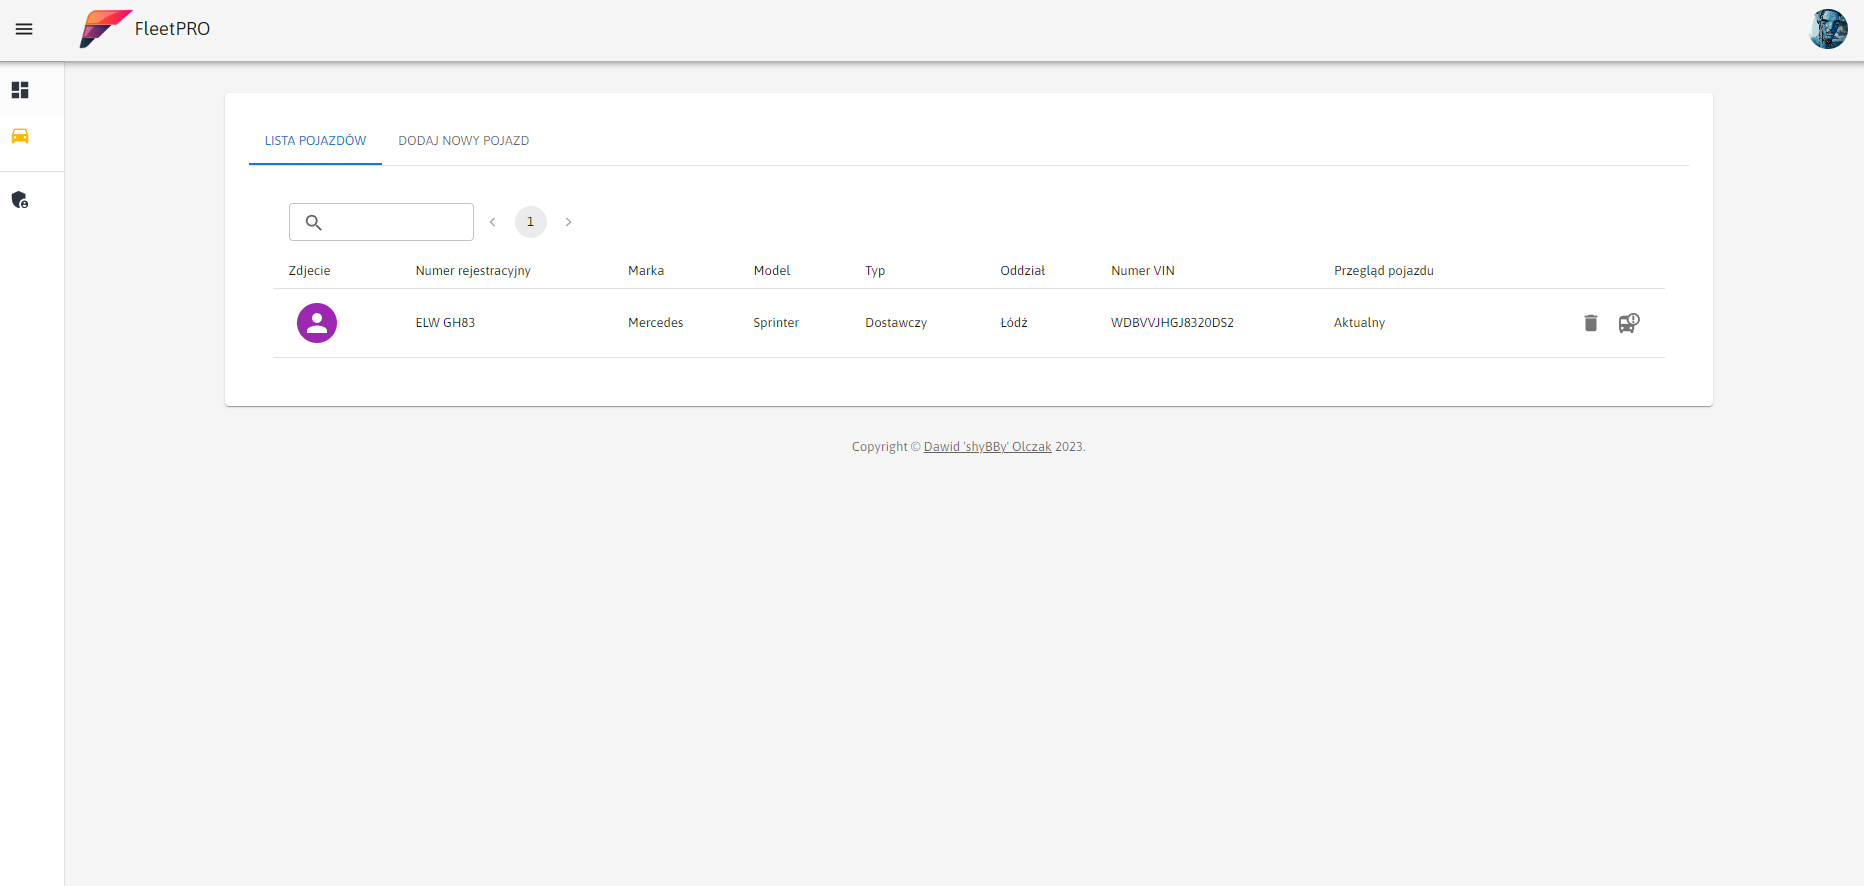 FleetPRO
LISTA POJAZDÓW DODAJ NOWY POJAZD
1
Zdjecie Numer rejestracyjny Marka Model Typ Oddział Numer VIN Przegląd pojazdu
ELW GH83 Mercedes Sprinter Dostawczy Łódź WDBVVJHGJ8320DS2 Aktualny
Copyright © Dawid 'shyBBy' Olczak 2023.